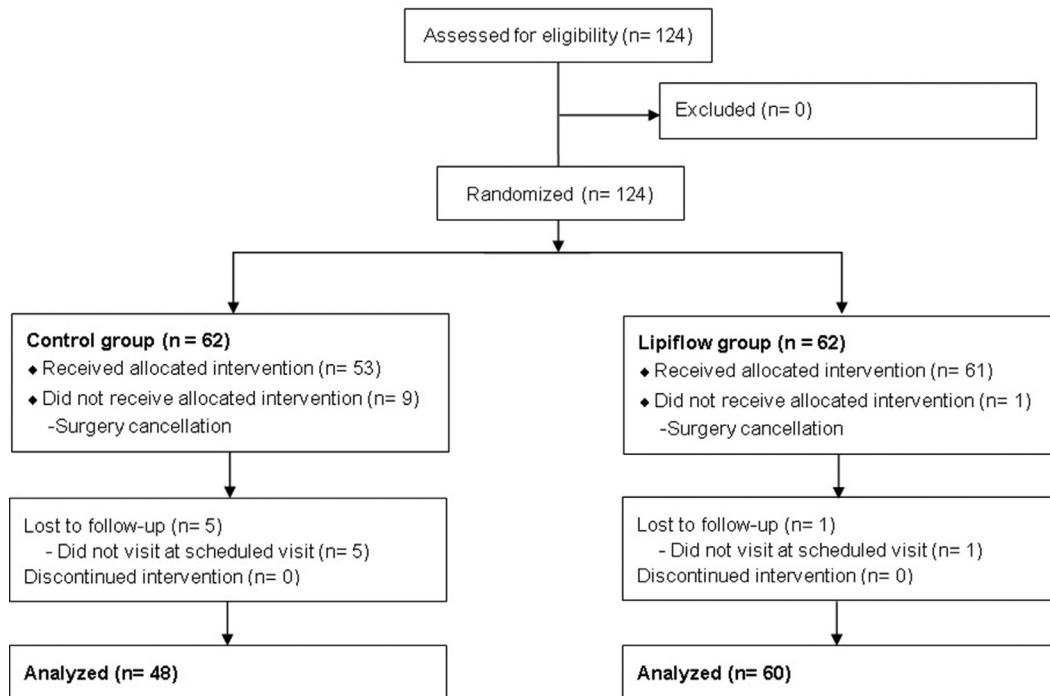 Assessed for eligibility (n= 124)
Excluded (n= 0)
Randomized (n= 124)
Control group (n = 62)
◆ Received allocated intervention (n= 53)
◆ Did not receive allocated intervention (n= 9)
-Surgery cancellation
Lipiflow group (n = 62)
◆ Received allocated intervention (n= 61)
◆ Did not receive allocated intervention (n= 1)
-Surgery cancellation
Lost to follow-up (n= 5)
- Did not visit at scheduled visit (n= 5)
Discontinued intervention (n= 0)
Lost to follow-up (n= 1)
- Did not visit at scheduled visit (n= 1)
Discontinued intervention (n= 0)
Analyzed (n= 48)
Analyzed (n= 60)